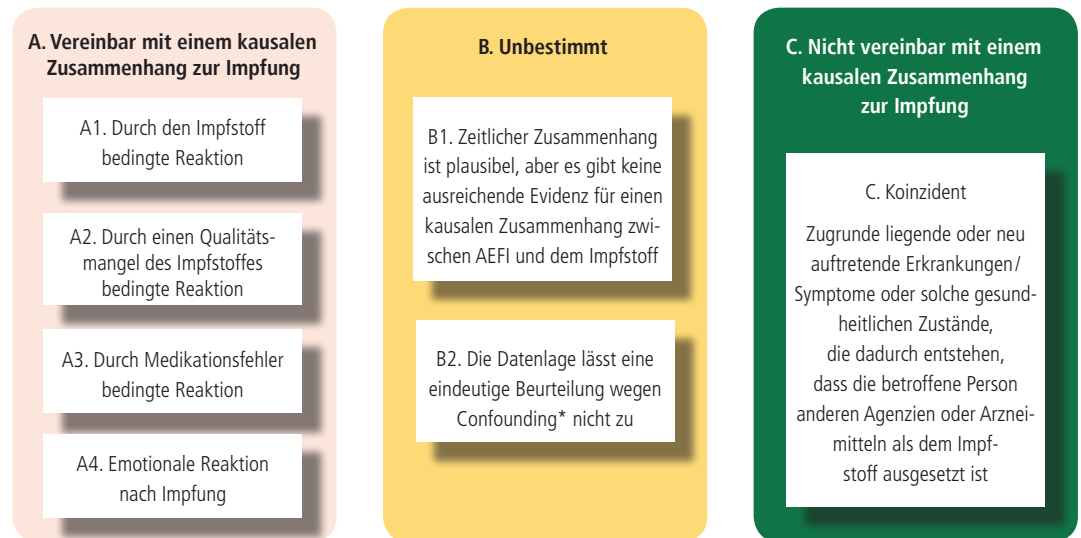 A. Vereinbar mit einem kausalen
Zusammenhang zur Impfung
A1. Durch den Impfstoff
bedingte Reaktion
A2. Durch einen Qualitäts-
mangel des Impfstoffes
bedingte Reaktion
A3. Durch Medikationsfehler
bedingte Reaktion
A4. Emotionale Reaktion
nach Impfung
B. Unbestimmt
B1. Zeitlicher Zusammenhang
ist plausibel, aber es gibt keine
ausreichende Evidenz für einen
kausalen Zusammenhang zwi-
schen AEFI und dem Impfstoff
B2. Die Datenlage lässt eine
eindeutige Beurteilung wegen
Confounding* nicht zu
C. Nicht vereinbar mit einem
kausalen Zusammenhang
zur Impfung
C. Koinzident
Zugrunde liegende oder neu
auftretende Erkrankungen/
Symptome oder solche gesund-
heitlichen Zustände,
die dadurch entstehen,
dass die betroffene Person
anderen Agenzien oder Arznei-
mitteln als dem Impf-
stoff ausgesetzt ist